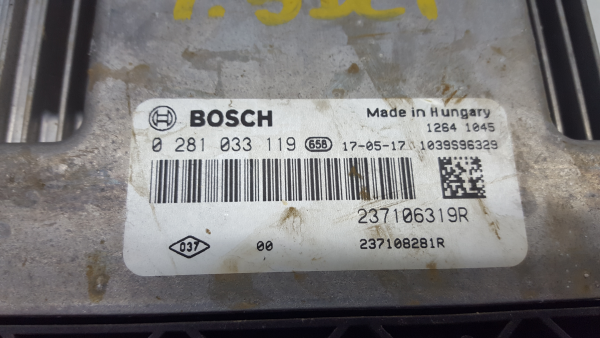 BOSCH
Made in Hungary
1264 1045
0 281 033 119 658 17-05-17 1039S96329
237106319R
037 00 237108281R